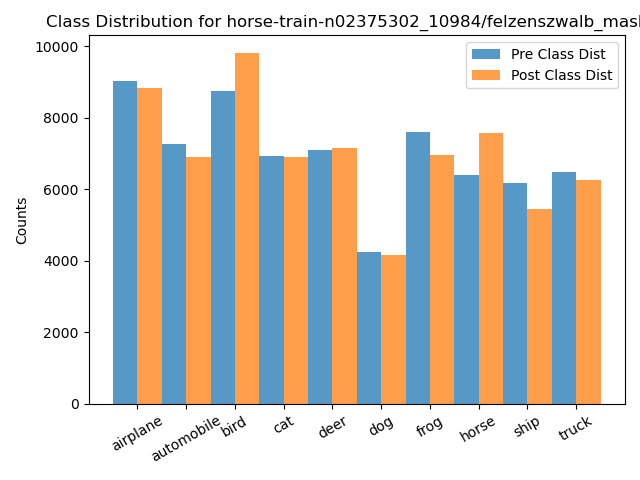 Class Distribution for horse-train-n02375302_10984/felzenszwalb_mas
Pre Class Dist
Post Class Dist
Counts
10000
8000
6000
4000
2000
0
airplane
automobile
bird
cat
deer
dog
frog
horse
ship
truck